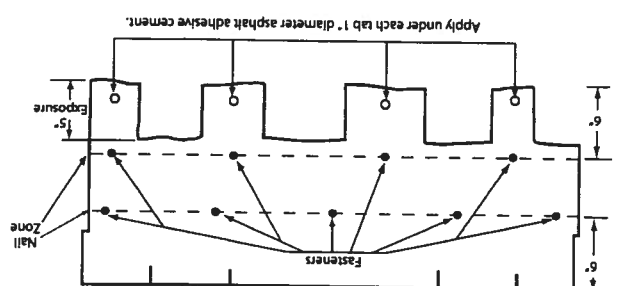 6"
Fasteners
Nail
Zone
6"
5"
Exposure
Apply under each tab 1" diameter asphalt adhesive cement.